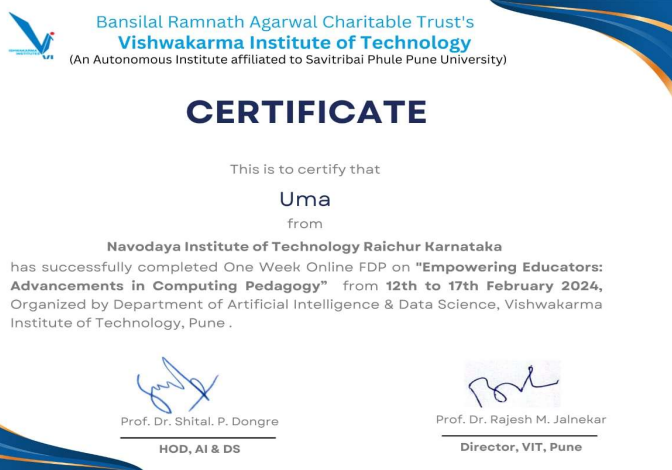 Bansilal Ramnath Agarwal Charitable Trust's
Vishwakarma Institute of Technology
(An Autonomous Institute affiliated to Savitribai Phule Pune University)
CERTIFICATE
This is to certify that
Uma
from
Navodaya Institute of Technology Raichur Karnataka
has successfully completed One Week Online FDP on "Empowering Educators:
Advancements in Computing Pedagogy” from 12th to 17th February 2024,
Organized by Department of Artificial Intelligence & Data Science, Vishwakarma
Institute of Technology, Pune .
Prof. Dr. Shital. P. Dongre
HOD, AI & DS
Prof. Dr. Rajesh M. Jalnekar
Director, VIT, Pune